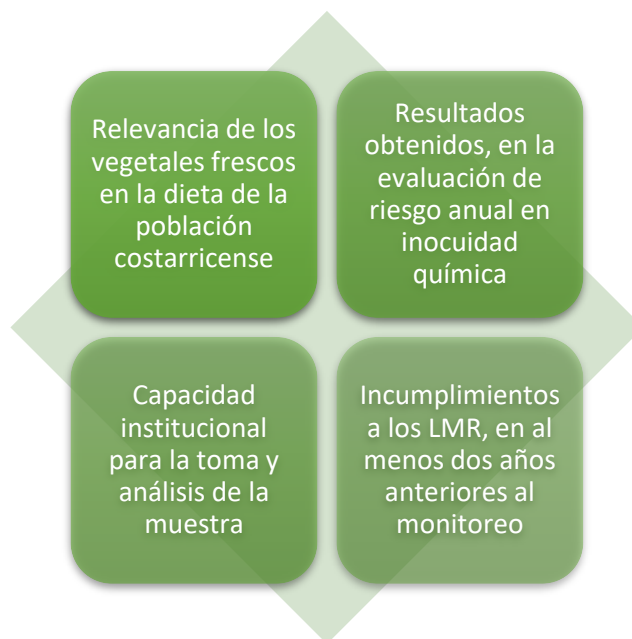 Relevancia de los
vegetales frescos
en la dieta de la
población
costarricense
Resultados
obtenidos, en la
evaluación de
riesgo anual en
inocuidad
química
Capacidad
institucional
para la toma y
análisis de la
muestra
Incumplimientos
a los LMR, en al
menos dos años
anteriores al
monitoreo